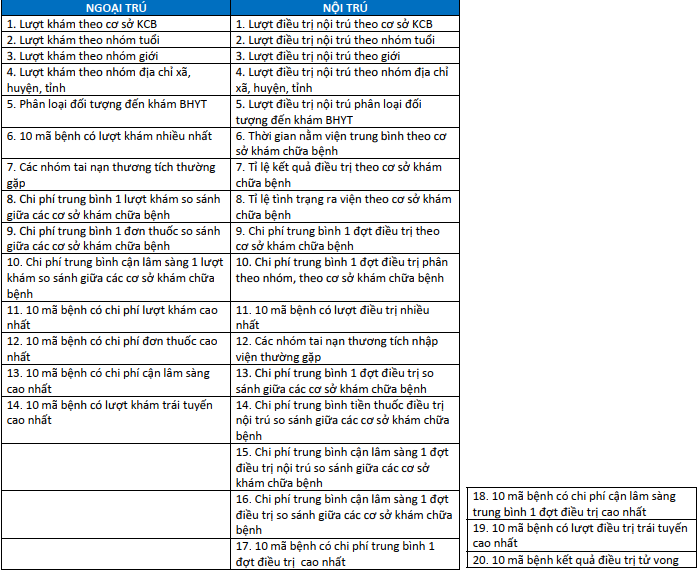 NGOẠI TRÚ
NỘI TRÚ
1. Lượt khám theo cơ sở KCB
1. Lượt điều trị nội trú theo cơ sở KCB
2. Lượt khám theo nhóm tuổi
2. Lượt điều trị nội trú theo nhóm tuổi
3. Lượt khám theo nhóm giới
3. Lượt điều trị nội trú theo giới
4. Lượt khám theo nhóm địa chỉ xã,
huyện, tỉnh
4. Lượt điều trị nội trú theo nhóm địa chỉ
xã, huyện, tỉnh
5. Phân loại đối tượng đến khám BHYT
5. Lượt điều trị nội trú phân loại đối
tượng đến khám BHYT
6. 10 mã bệnh có lượt khám nhiều nhất
6. Thời gian nằm viện trung bình theo cơ
sở khám chữa bệnh
7. Các nhóm tai nạn thương tích thường
gặp
7. Tỉ lệ kết quả điều trị theo cơ sở khám
chữa bệnh
8. Chi phí trung bình 1 lượt khám so sánh
giữa các cơ sở khám chữa bệnh
8. Tỉ lệ tình trạng ra viện theo cơ sở khám
chữa bệnh
9. Chi phí trung bình 1 đơn thuốc so sánh
giữa các cơ sở khám chữa bệnh
9. Chi phí trung bình 1 đợt điều trị theo
cơ sở khám chữa bệnh
10. Chi phí trung bình cận lâm sàng 1 lượt
khám so sánh giữa các cơ sở khám chữa
bệnh
10. Chi phí trung bình 1 đợt điều trị phân
theo nhóm, theo cơ sở khám chữa bệnh
11. 10 mã bệnh có chi phí lượt khám cao
nhất
11. 10 mã bệnh có lượt điều trị nhiều
nhất
12. 10 mã bệnh có chi phí đơn thuốc cao
nhất
12. Các nhóm tai nạn thương tích nhập
viện thường gặp
13. 10 mã bệnh có chi phí cận lâm sàng
cao nhất
13. Chi phí trung bình 1 đợt điều trị so
sánh giữa các cơ sở khám chữa bệnh
14. 10 mã bệnh có lượt khám trái tuyến
cao nhất
14. Chi phí trung bình tiền thuốc điều trị
nội trú so sánh giữa các cơ sở khám chữa
bệnh
15. Chi phí trung bình cận lâm sàng 1 đợt
điều trị nội trú so sánh giữa các cơ sở
khám chữa bệnh
16. Chi phí trung bình cận lâm sàng 1 đợt
điều trị so sánh giữa các cơ sở khám chữa
bệnh
17. 10 mã bệnh có chi phí trung bình 1
đợt điều trị cao nhất
18. 10 mã bệnh có chi phí cận lâm sàng
trung bình 1 đợt điều trị cao nhất
19. 10 mã bệnh có lượt điều trị trái tuyến
cao nhất
20. 10 mã bệnh kết quả điều trị tử vong